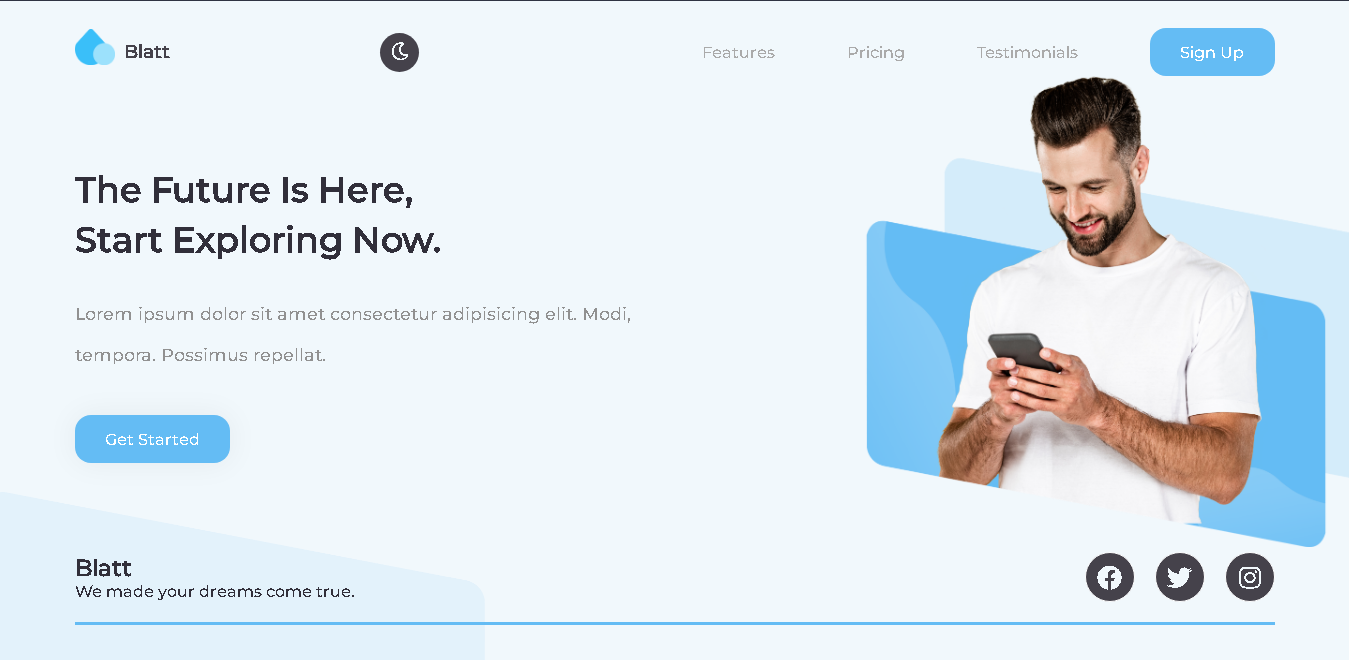 Blatt
Features
Pricing
Testimonials
Sign Up
The Future Is Here,
Start Exploring Now.
Lorem ipsum dolor sit amet consectetur adipisicing elit. Modi,
tempora. Possimus repellat.
Get Started
Blatt
We made your dreams come true.